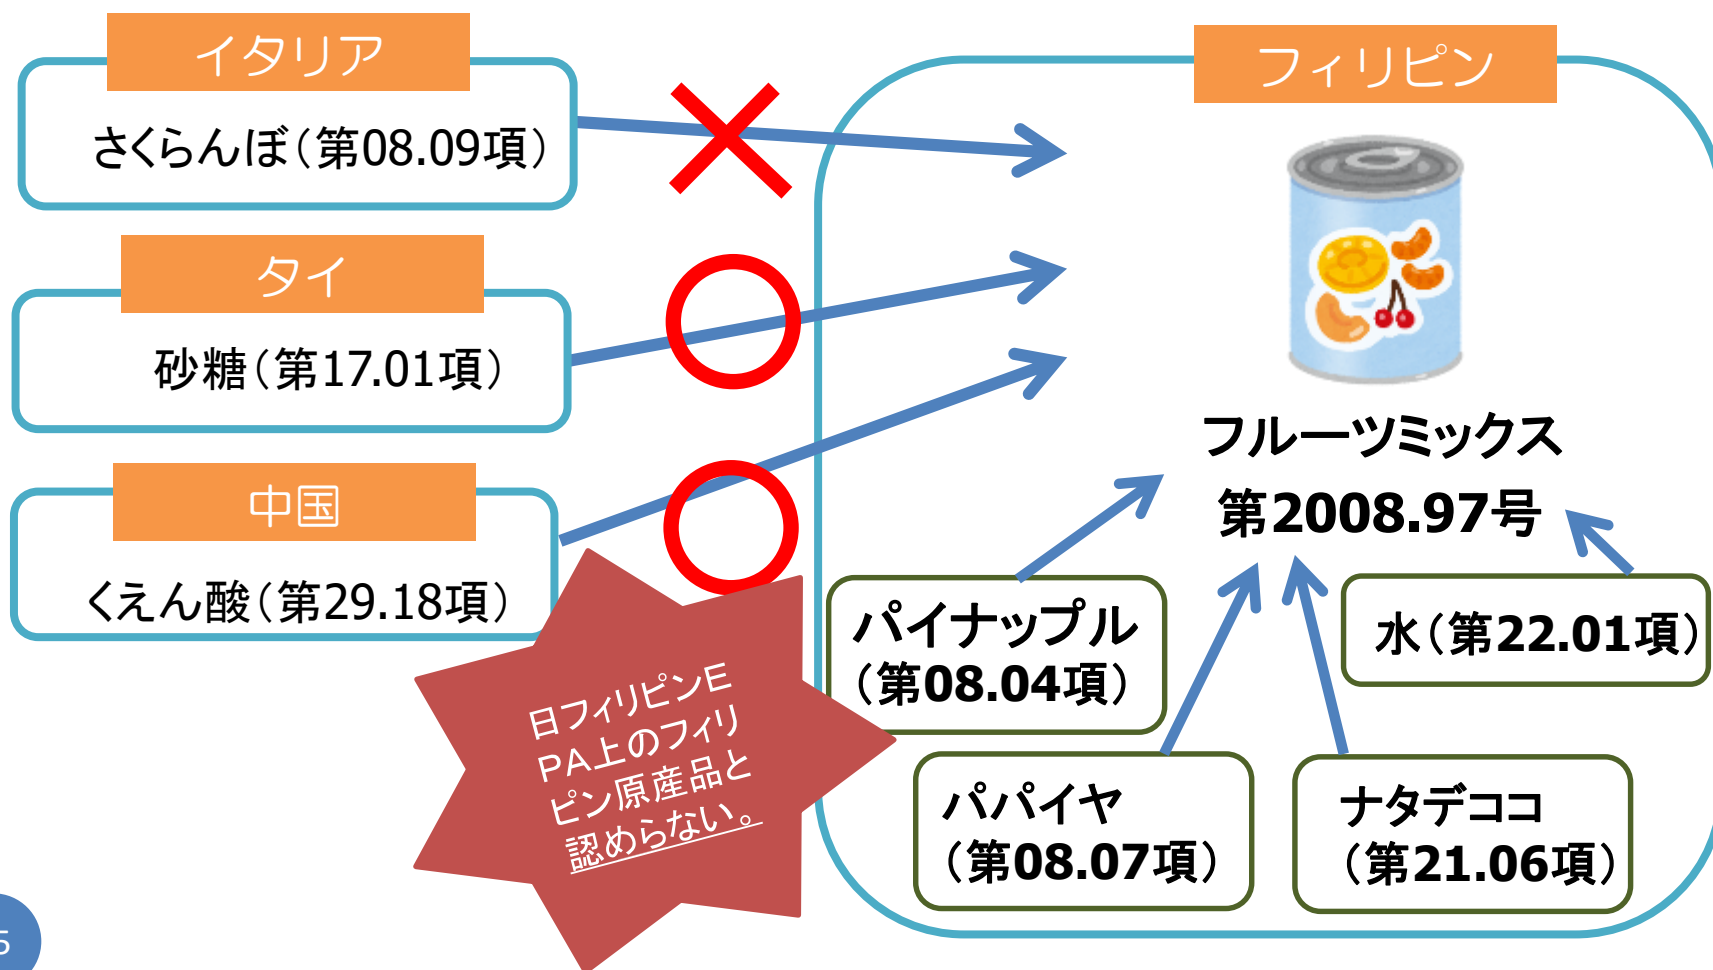 イタリア
さくらんぼ（第08.09項）
タイ
砂糖（第17.01項）
中国
くえん酸（第29.18項）
フィリピン
フルーツミックス
第2008.97号
パイナップル
（第08.04項）
水（第22.01項）
パパイヤ
（第08.07項）
ナタデココ
（第21.06項）
日フィリピンE
PA上のフィリ
ピン原産品と
認めらない。
5